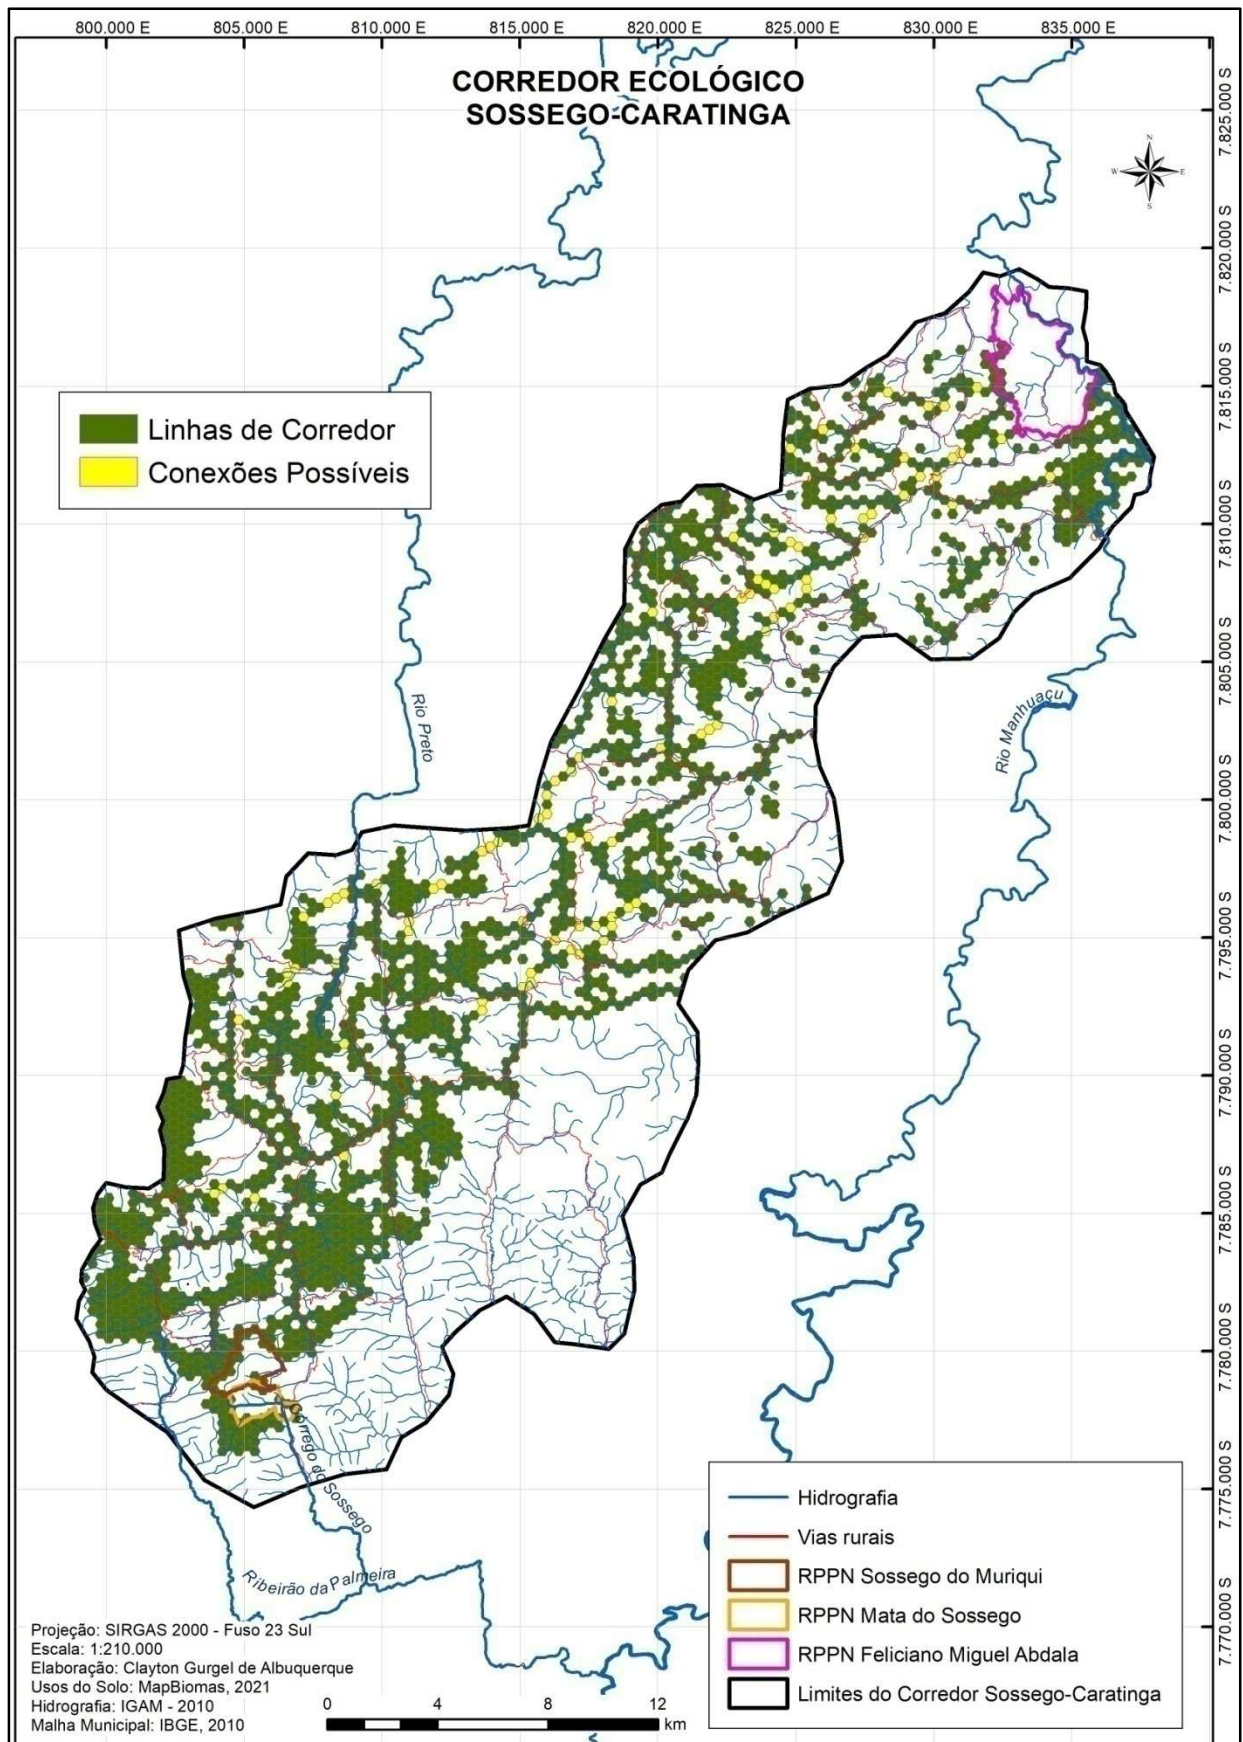 800.000 E
805.000 E
810.000 E
815.000 E
820.000 E
825.000 E
830.000 E
835.000 E
CORREDOR ECOLÓGICO
SOSSEGO-CARATINGA
N
W
E
S
7.825.000 S
7.820.000 S
7.815.000 S
7.810.000 S
7.805.000 S
7.800.000 S
7.795.000 S
7.790.000 S
7.785.000 S
7.780.000 S
7.775.000 S
7.770.000 S
Linhas de Corredor
Conexões Possíveis
Rio Preto
Rio Manhuaçu
Corrego do Sossego
Ribeirão da Palmeira
Hidrografia
Vias rurais
RPPN Sossego do Muriqui
RPPN Mata do Sossego
RPPN Feliciano Miguel Abdala
Limites do Corredor Sossego-Caratinga
Projeção: SIRGAS 2000 - Fuso 23 Sul
Escala: 1:210.000
Elaboração: Clayton Gurgel de Albuquerque
Usos do Solo: MapBiomas, 2021
Hidrografia: IGAM - 2010
Malha Municipal: IBGE, 2010
0 4 8 12
km